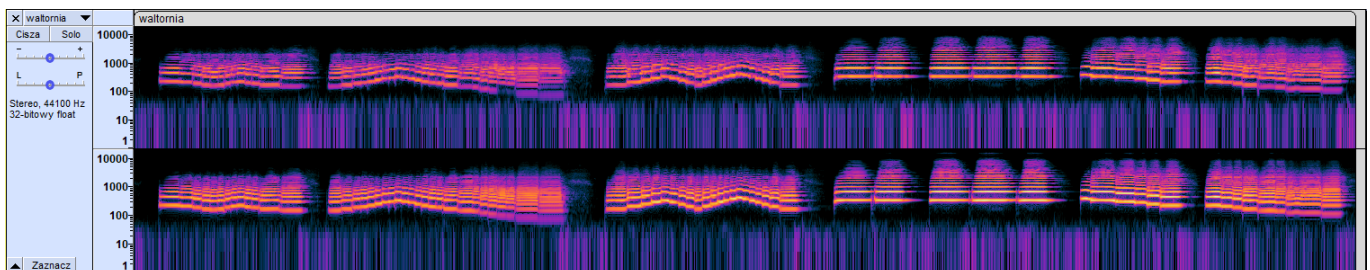 × waltornia ▼ waltornia
Cisza Solo
- +
L P
Stereo, 44100 Hz
32-bitowy float
10000-
1000-
100-
10-
1-
10000-
1000-
100-
10-
1-
▲ Zaznacz